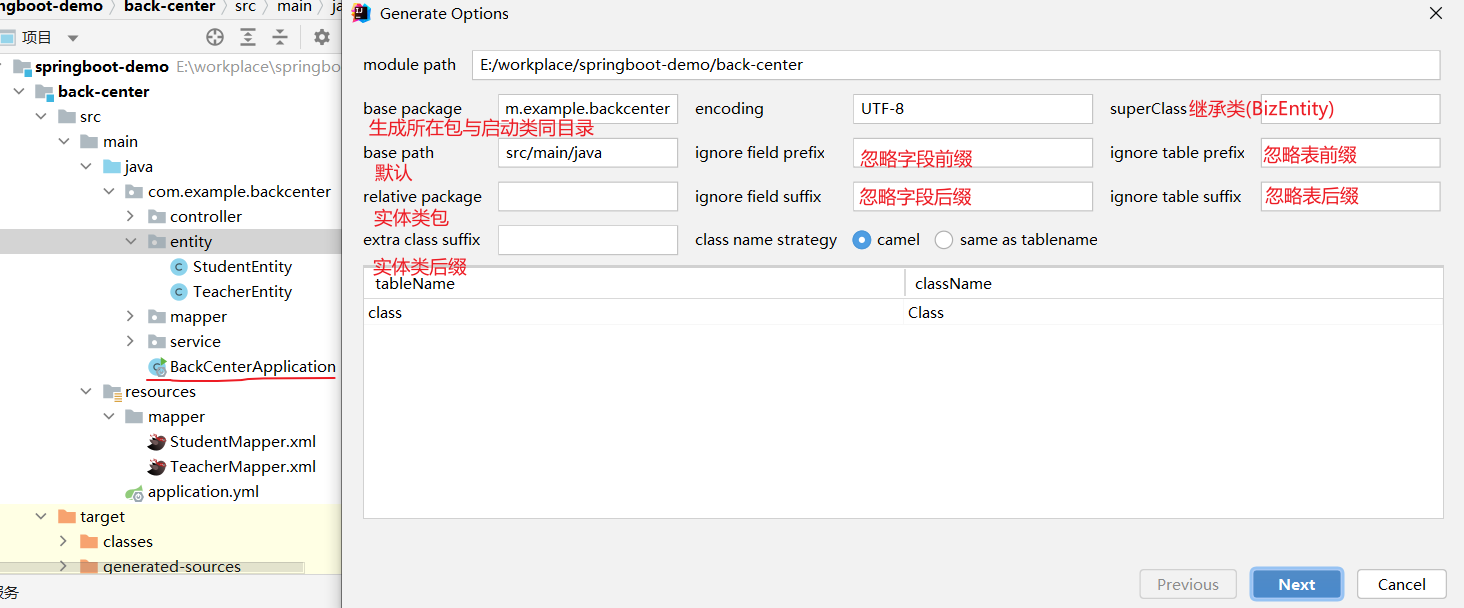 ngboot-demo back-center src main ja
项目
springboot-demo E:\workplace\springbo
back-center
src
main
java
com.example.backcenter
controller
entity
StudentEntity
TeacherEntity
mapper
service
BackCenterApplication
resources
mapper
StudentMapper.xml
TeacherMapper.xml
application.yml
target
classes
generated-sources
服务
Generate Options
module path E:/workplace/springboot-demo/back-center
base package m.example.backcenter encoding UTF-8 superClass 继承类(BizEntity)
生成所在包与启动类同目录
base path src/main/java ignore field prefix 忽略字段前缀 ignore table prefix 忽略表前缀
默认
relative package ignore field suffix 忽略字段后缀 ignore table suffix 忽略表后缀
实体类包
extra class suffix class name strategy camel same as tablename
实体类后缀
tableName className
class Class
Previous Next Cancel